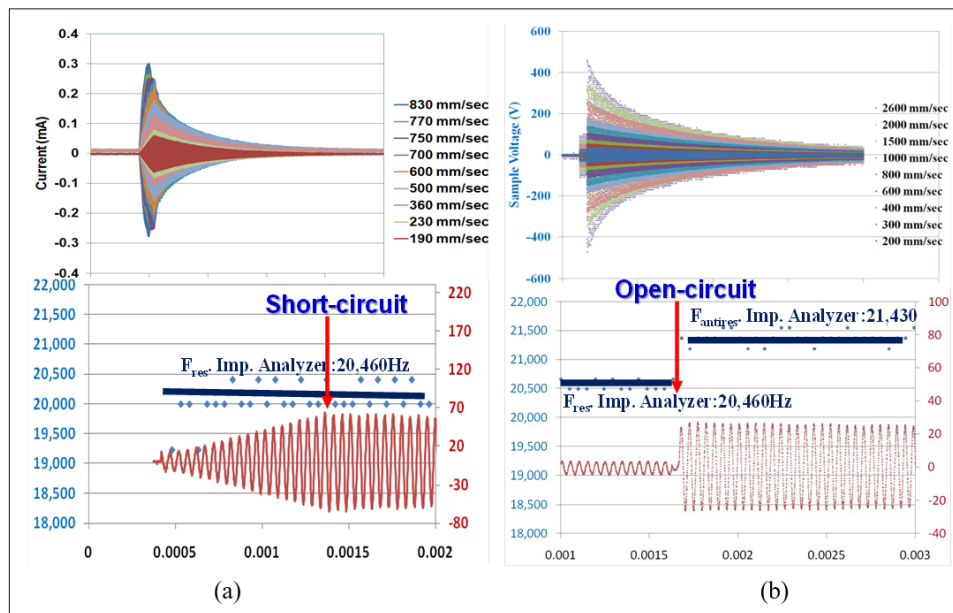 0.4
0.3
0.2
0.1
0
-0.1
-0.2
-0.3
-0.4
Current (mA)
830 mm/sec
770 mm/sec
750 mm/sec
700 mm/sec
600 mm/sec
500 mm/sec
360 mm/sec
230 mm/sec
190 mm/sec
600
400
200
0
-200
-400
-600
Sample Voltage (V)
2600 mm/sec
2000 mm/sec
1500 mm/sec
1000 mm/sec
800 mm/sec
600 mm/sec
400 mm/sec
300 mm/sec
200 mm/sec
22,000
21,500
21,000
20,500
20,000
19,500
19,000
18,500
18,000
Short-circuit
Fres. Imp. Analyzer:20,460Hz
220
170
120
70
20
-30
-80
0
0.0005
0.001
0.0015
0.002
22,000
21,500
21,000
20,500
20,000
19,500
19,000
18,500
18,000
Open-circuit
Fantires. Imp. Analyzer:21,430
Fres. Imp. Analyzer:20,460Hz
100
80
60
40
20
0
-20
-40
0.001
0.0015
0.002
0.0025
0.003
(a)
(b)